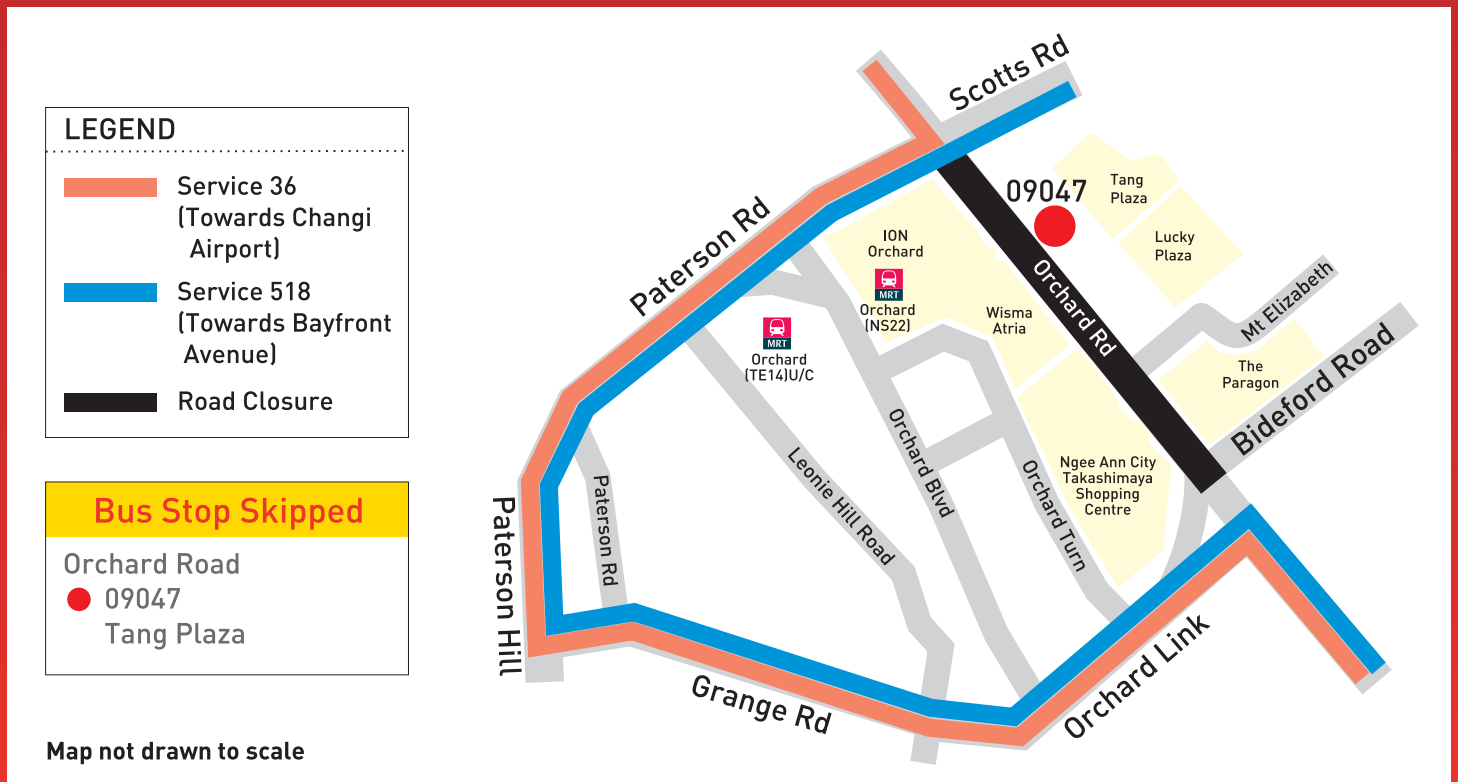 LEGEND
Service 36
(Towards Changi
Airport)
Service 518
(Towards Bayfront
Avenue)
Road Closure
Bus Stop Skipped
Orchard Road
09047
Tang Plaza
Map not drawn to scale
Scotts Rd
Paterson Rd
09047
Tang
Plaza
Lucky
Plaza
ION
Orchard
MRT
Orchard
(NS22)
MRT
Orchard
(TE14)U/C
Wisma
Atria
Orchard Rd
Mt Elizabeth
The
Paragon
Bideford Road
Ngee Ann City
Takashimaya
Shopping
Centre
Orchard Blvd
Orchard Turn
Leonie Hill Road
Paterson Rd
Paterson Hill
Grange Rd
Orchard Link